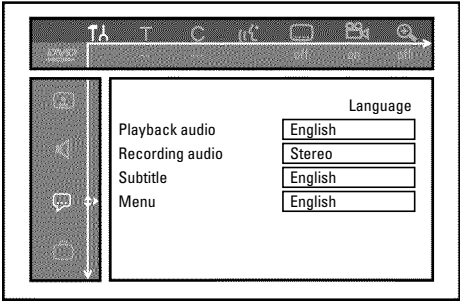 T C
off on off
Language
Playback audio English
Recording audio Stereo
Subtitle English
Menu English